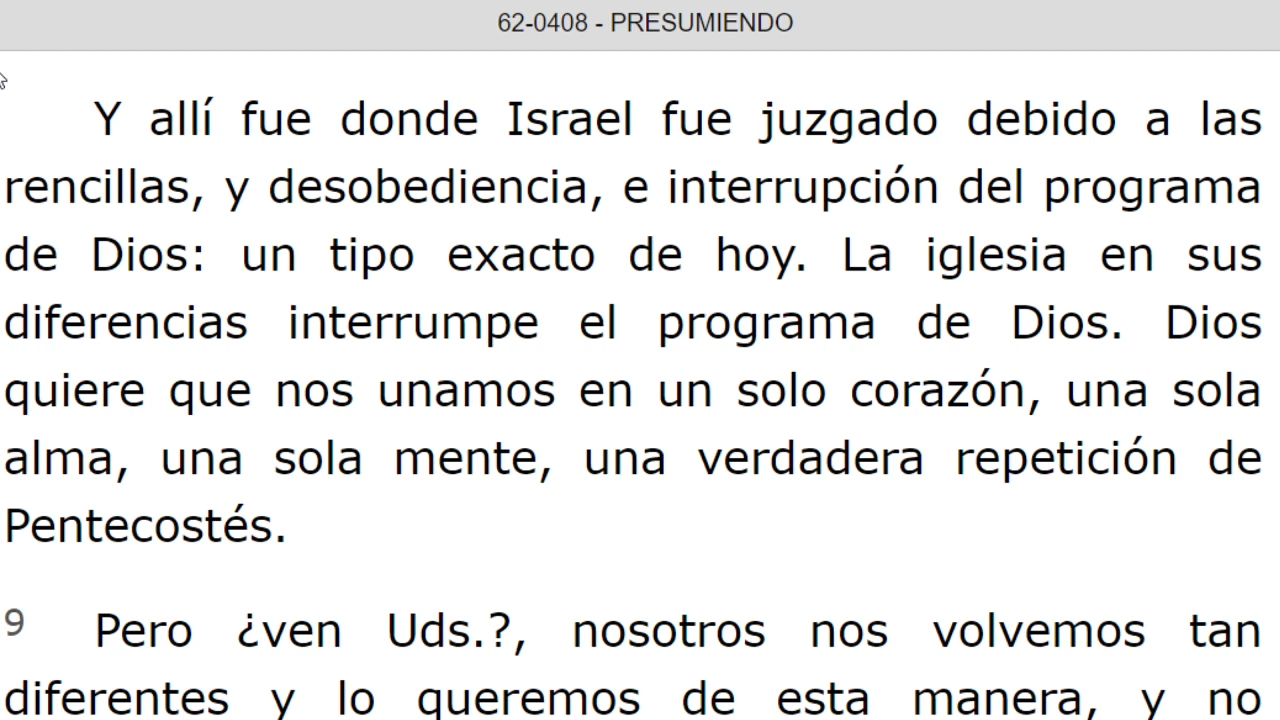 62-0408 - PRESUMIENDO
Y allí fue donde Israel fue juzgado debido a las
rencillas, y desobediencia, e interrupción del programa
de Dios: un tipo exacto de hoy. La iglesia en sus
diferencias interrumpe el programa de Dios. Dios
quiere que nos unamos en un solo corazón, una sola
alma, una sola mente, una verdadera repetición de
Pentecostés.
9 Pero ¿ven Uds.?, nosotros nos volvemos tan
diferentes y lo queremos de esta manera, y no